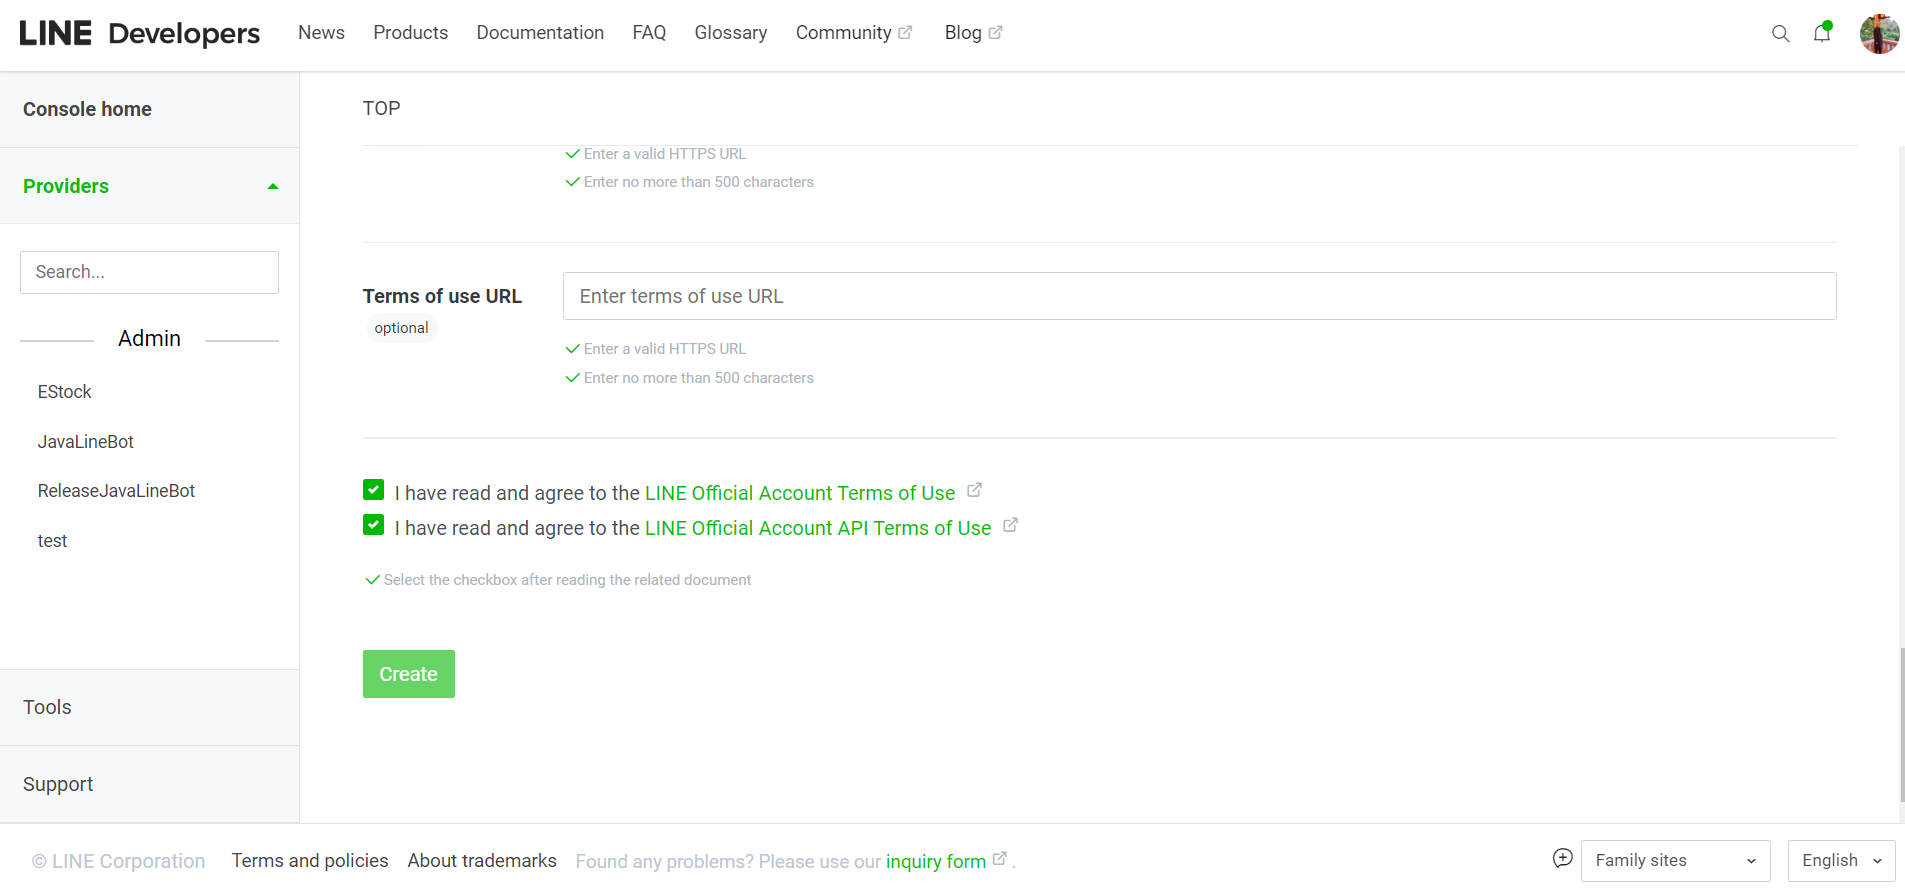 LINE Developers News Products Documentation FAQ Glossary Community Blog
Console home
Providers
Search...
Admin
EStock
JavaLineBot
ReleaseJavaLineBot
test
Tools
Support
TOP
Enter a valid HTTPS URL
Enter no more than 500 characters
Terms of use URL
optional
Enter terms of use URL
Enter a valid HTTPS URL
Enter no more than 500 characters
I have read and agree to the LINE Official Account Terms of Use
I have read and agree to the LINE Official Account API Terms of Use
Select the checkbox after reading the related document
Create
© LINE Corporation Terms and policies About trademarks Found any problems? Please use our inquiry form . Family sites English